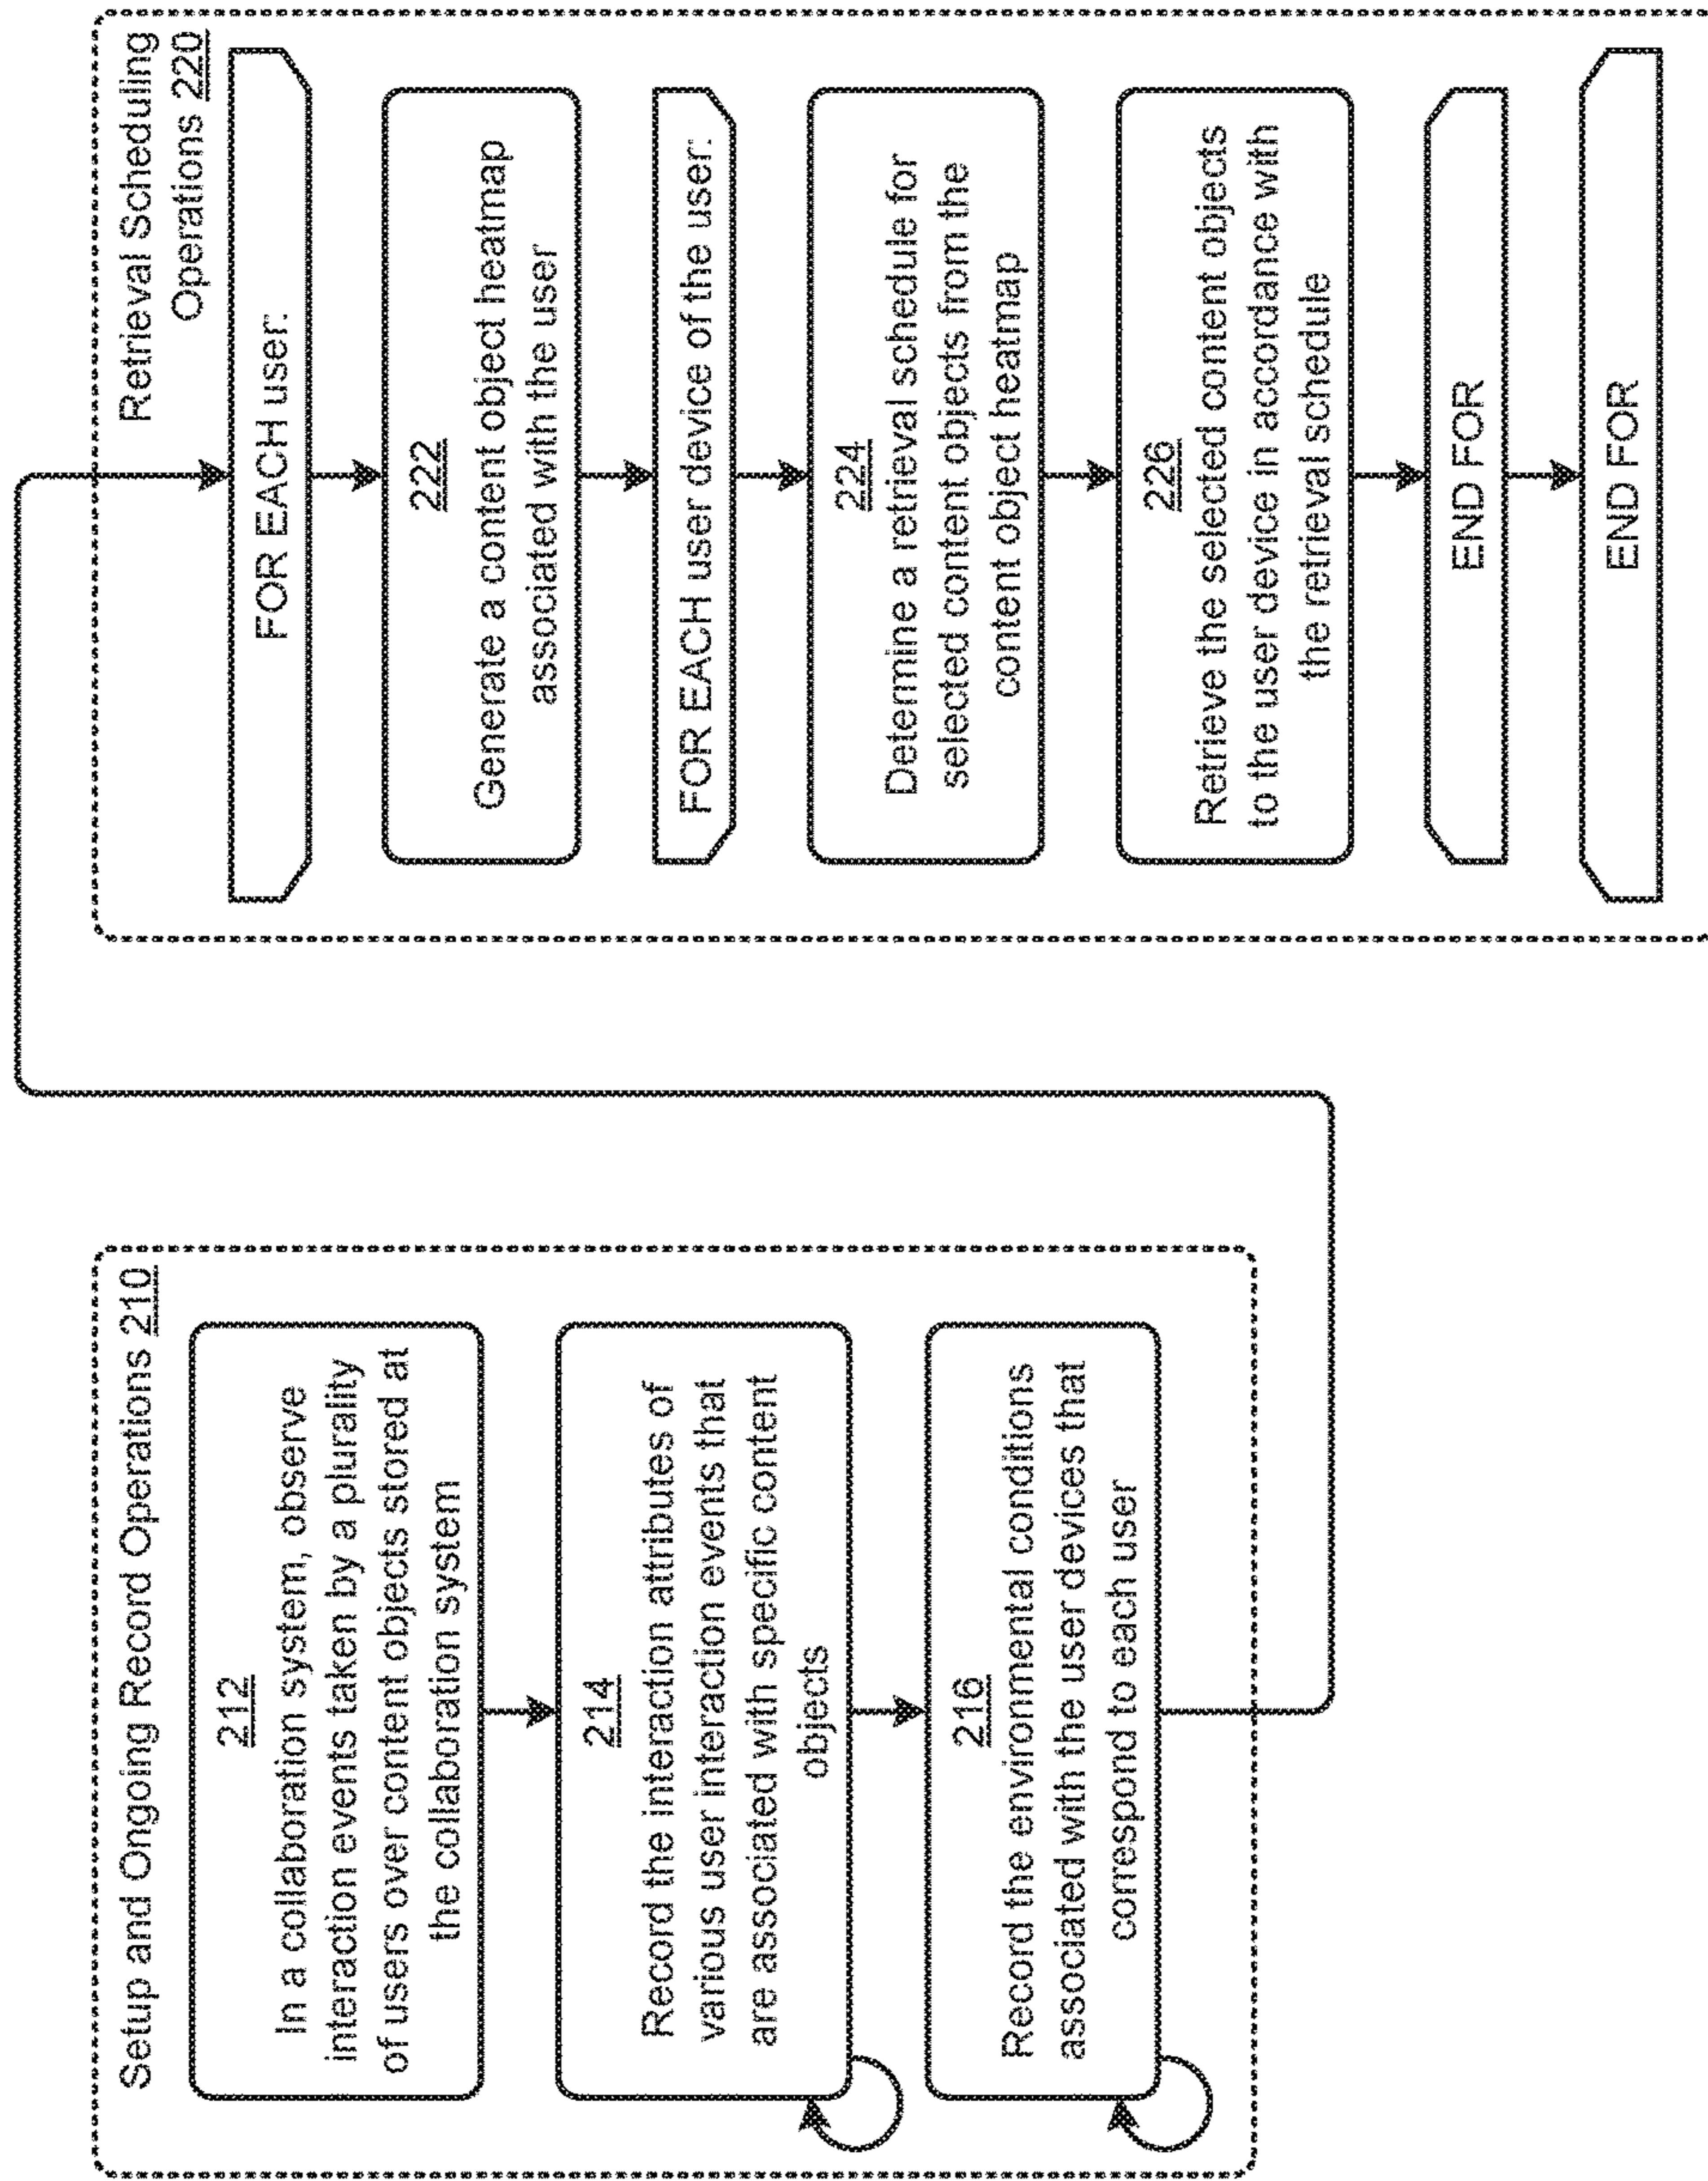 Setup and Ongoing Record Operations 210
212
In a collaboration system, observe
interaction events taken by a plurality
of users over content objects stored at
the collaboration system
214
Record the interaction attributes of
various user interaction events that
are associated with specific content
objects
216
Record the environmental conditions
associated with the user devices that
correspond to each user
Retrieval Scheduling
Operations 220
FOR EACH user:
222
Generate a content object heatmap
associated with the user
FOR EACH user device of the user:
224
Determine a retrieval schedule for
selected content objects from the
content object heatmap
226
Retrieve the selected content objects
to the user device in accordance with
the retrieval schedule
END FOR
END FOR